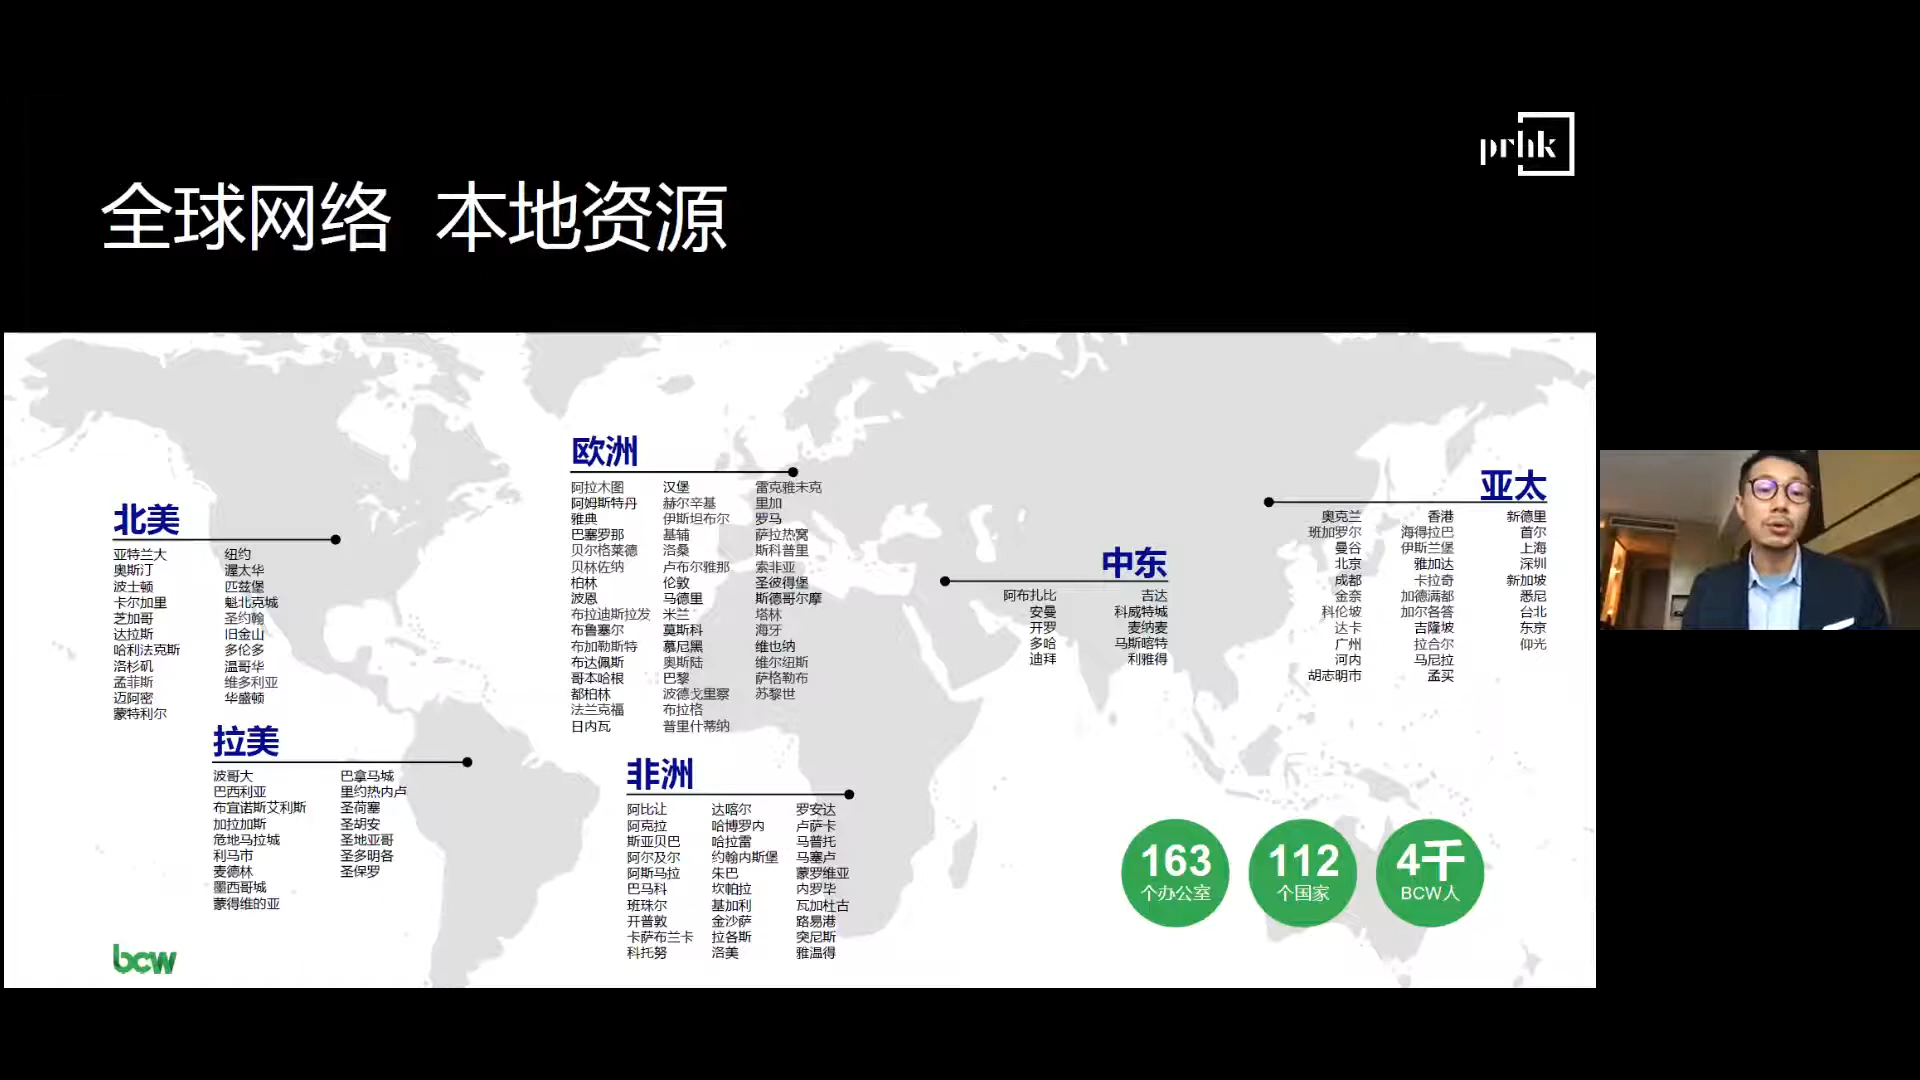 prhk
全球网络 本地资源
北美
亚特兰大
奥斯汀
波士顿
卡尔加里
芝加哥
达拉斯
哈利法克斯
洛杉矶
孟菲斯
迈阿密
蒙特利尔
纽约
渥太华
匹兹堡
魁北克城
圣约翰
旧金山
多伦多
温哥华
维多利亚
华盛顿
拉美
波哥大
巴西利亚
布宜诺斯艾利斯
加拉加斯
危地马拉城
利马市
麦德林
墨西哥城
蒙得维的亚
巴拿马城
里约热内卢
圣荷塞
圣胡安
圣地亚哥
圣多明各
圣保罗
欧洲
阿拉木图
阿姆斯特丹
雅典
巴塞罗那
贝尔格莱德
贝林佐纳
柏林
波恩
布拉迪斯拉发
布鲁塞尔
布加勒斯特
布达佩斯
哥本哈根
都柏林
法兰克福
日内瓦
汉堡
赫尔辛基
伊斯坦布尔
基辅
洛桑
卢布尔雅那
伦敦
马德里
米兰
莫斯科
慕尼黑
奥斯陆
巴黎
波德戈里察
布拉格
普里什蒂纳
雷克雅未克
里加
罗马
萨拉热窝
斯科普里
索非亚
圣彼得堡
斯德哥尔摩
塔林
海牙
维也纳
维尔纽斯
萨格勒布
苏黎世
非洲
阿比让
阿克拉
斯亚贝巴
阿尔及尔
阿斯马拉
巴马科
班珠尔
开普敦
卡萨布兰卡
科托努
达喀尔
哈博罗内
哈拉雷
约翰内斯堡
朱巴
坎帕拉
基加利
金沙萨
拉各斯
洛美
罗安达
卢萨卡
马普托
马塞卢
蒙罗维亚
内罗毕
瓦加杜古
路易港
突尼斯
雅温得
中东
阿布扎比
安曼
开罗
多哈
迪拜
吉达
科威特城
麦纳麦
马斯喀特
利雅得
亚太
奥克兰
班加罗尔
曼谷
北京
成都
金奈
科伦坡
达卡
广州
河内
胡志明市
香港
海得拉巴
伊斯兰堡
雅加达
卡拉奇
加德满都
加尔各答
吉隆坡
拉合尔
马尼拉
孟买
新德里
首尔
上海
深圳
新加坡
悉尼
台北
东京
仰光
163
个办公室
112
个国家
4千
BCW人
bcw